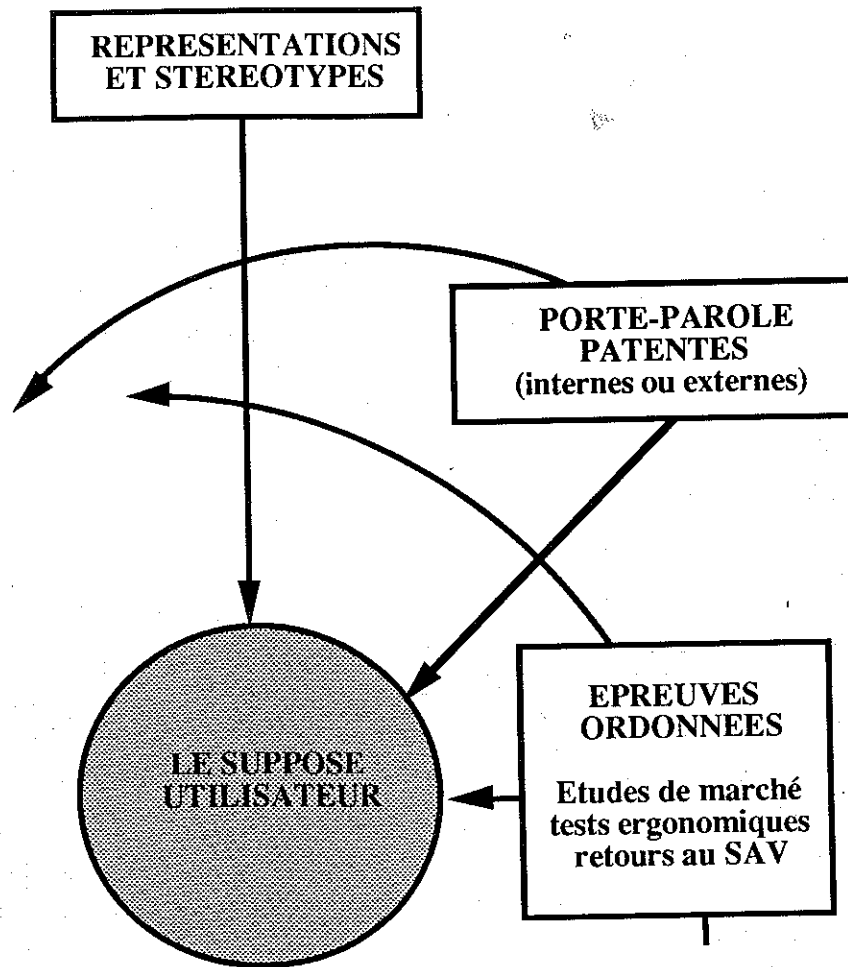 REPRESENTATIONS
ET STEREOTYPES
PORTE-PAROLE
PATENTES
(internes ou externes)
EPREUVES
ORDONNEES
Etudes de marché
tests ergonomiques
retours au SAV
LE SUPPOSE
UTILISATEUR